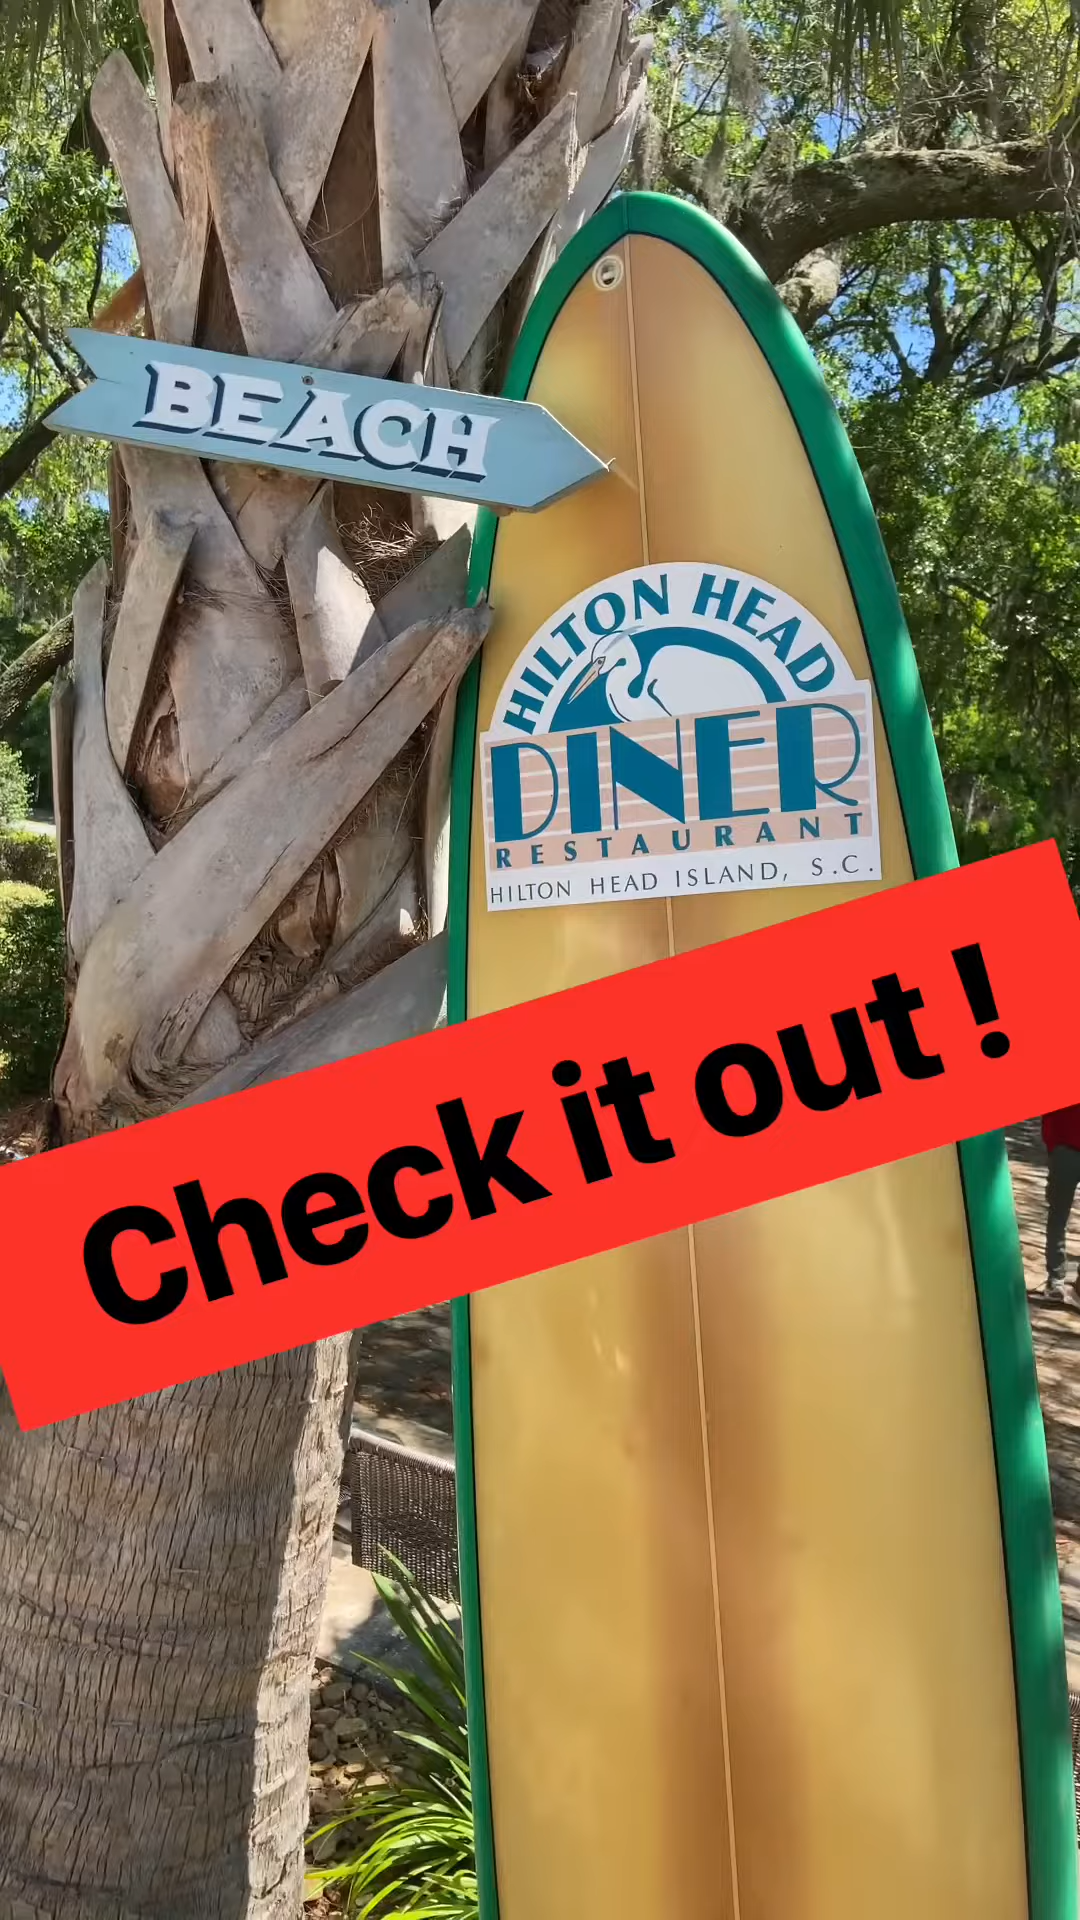 BEACH
HILTON HEAD
DINER
RESTAURANT
HILTON HEAD ISLAND, S.C.
Check it out !